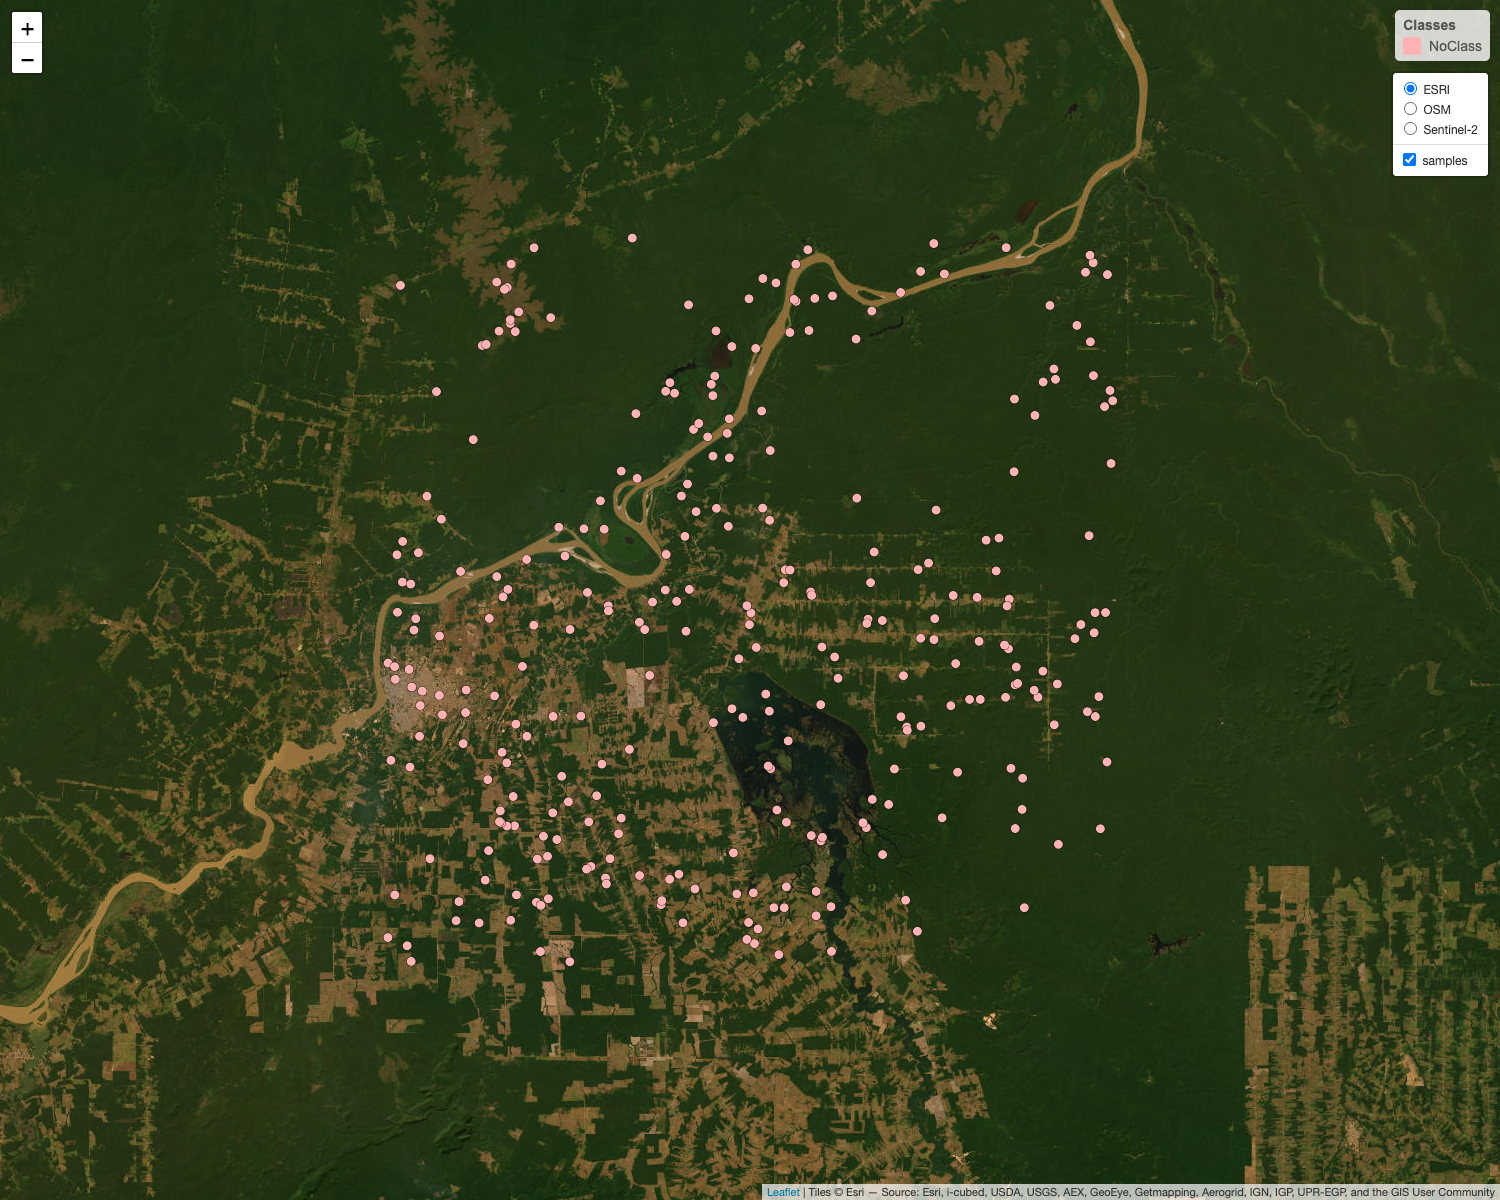 +
−
Classes
NoClass
ESRI
OSM
Sentinel-2
samples
Leaflet | Tiles © Esri — Source: Esri, i-cubed, USDA, USGS, AEX, GeoEye, Getmapping, Aerogrid, IGN, IGP, UPR-EGP, and the GIS User Community